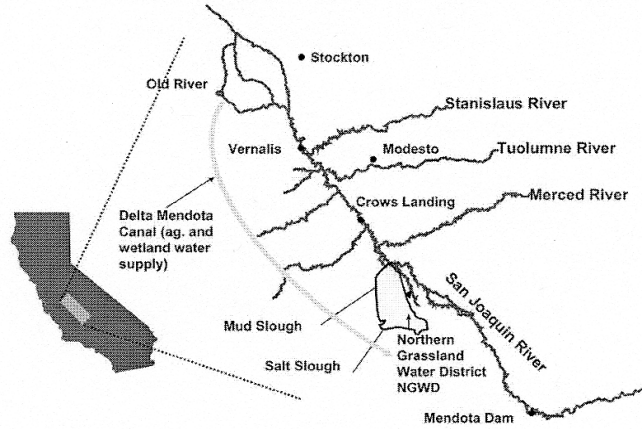 Stockton
Old River
Stanislaus River
Vernalis
Modesto
Tuolumne River
Crows Landing
Merced River
Delta Mendota
Canal (ag. and
wetland water
supply)
San Joaquin River
Mud Slough
Salt Slough
Northern
Grassland
Water District
NGWD
Mendota Dam